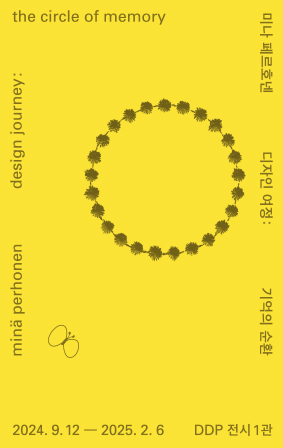 the circle of memory
design journey:
minä perhonen
미나 페르호넨
디자인 여정:
기억의 순환
2024. 9. 12 — 2025. 2. 6
DDP 전시1관